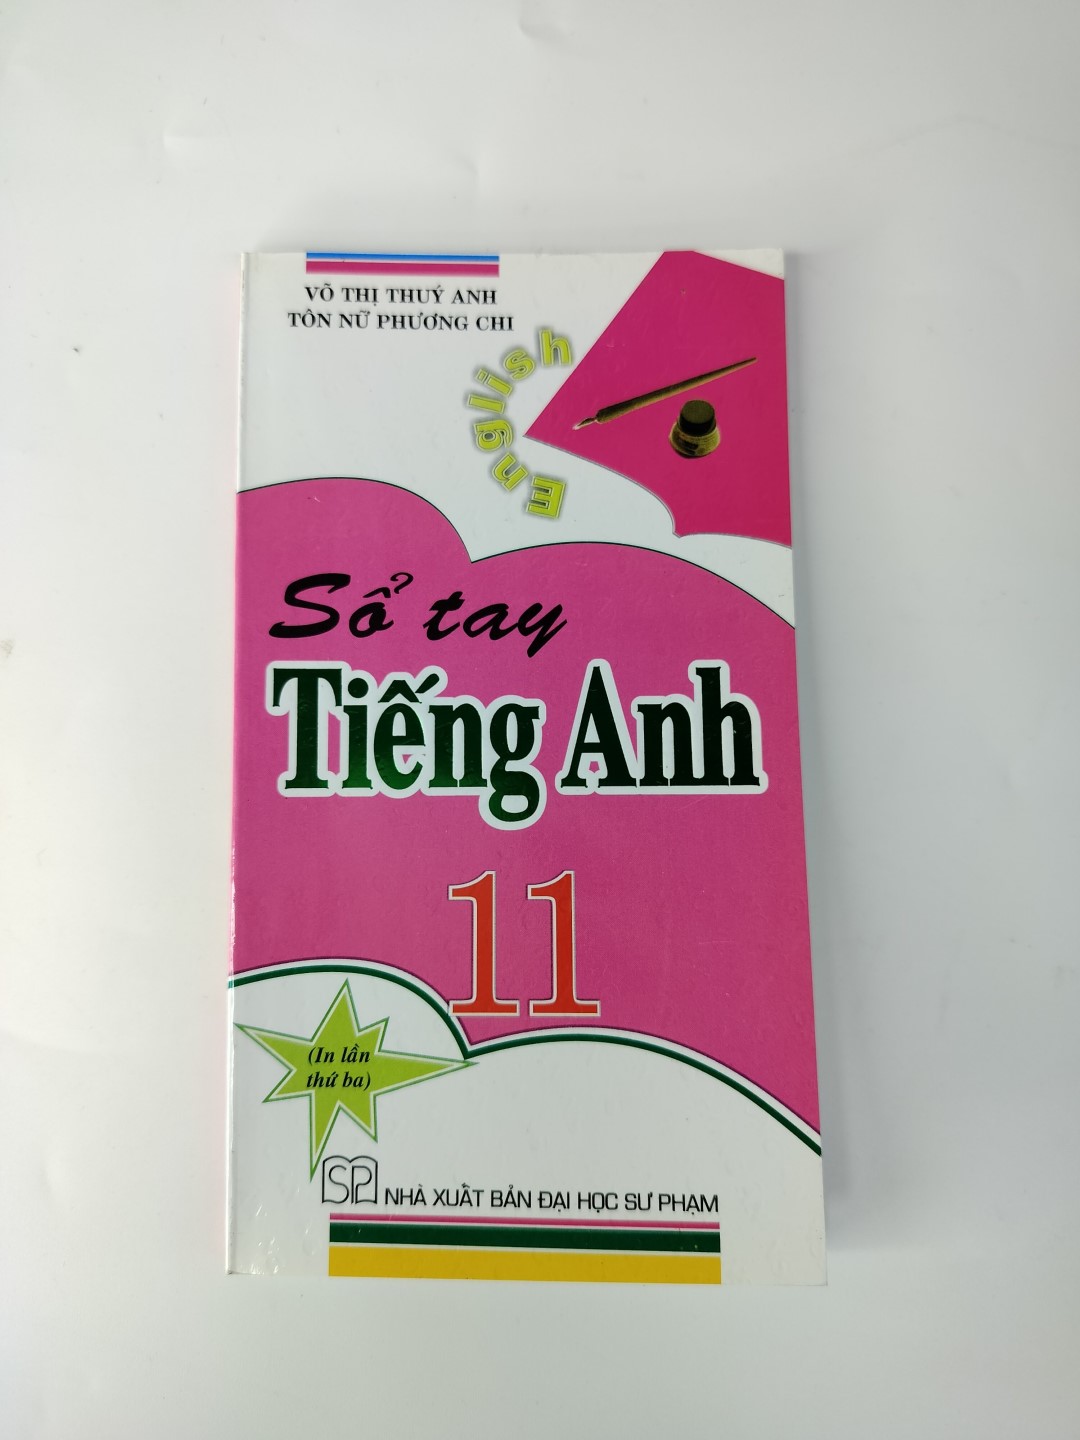 VÕ THỊ THUÝ ANH
TÔN NỮ PHƯƠNG CHI
English
Sổ tay
Tiếng Anh
11
(In lần
thứ ba)
SP NHÀ XUẤT BẢN ĐẠI HỌC SƯ PHẠM